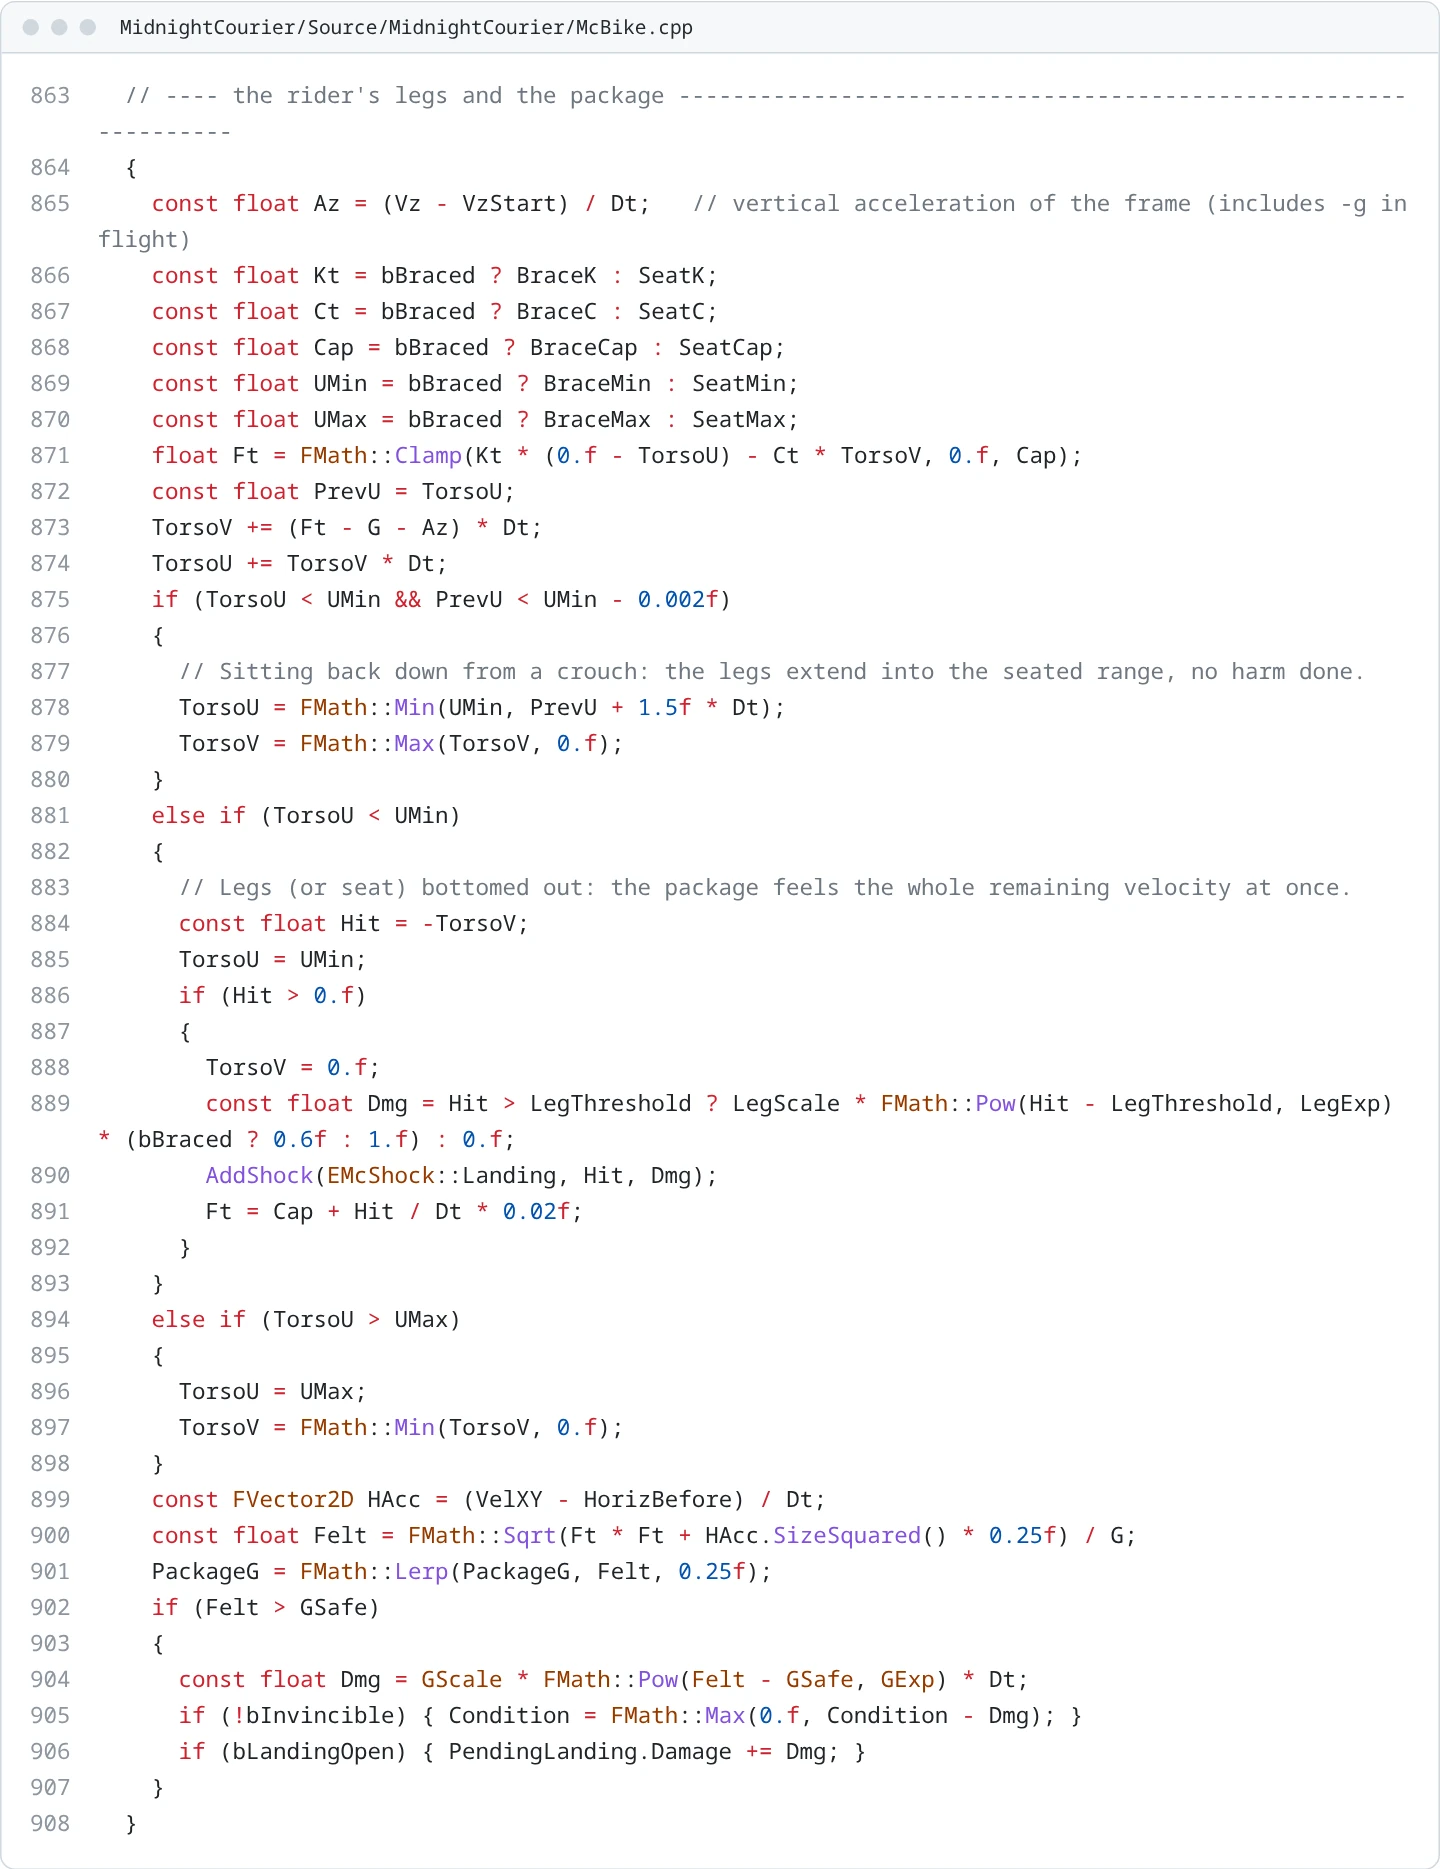 MidnightCourier/Source/MidnightCourier/McBike.cpp
863 // ---- the rider's legs and the package ------------------------------------------------------
----------
864 {
865 const float Az = (Vz - VzStart) / Dt; // vertical acceleration of the frame (includes -g in
flight)
866 const float Kt = bBraced ? BraceK : SeatK;
867 const float Ct = bBraced ? BraceC : SeatC;
868 const float Cap = bBraced ? BraceCap : SeatCap;
869 const float UMin = bBraced ? BraceMin : SeatMin;
870 const float UMax = bBraced ? BraceMax : SeatMax;
871 float Ft = FMath::Clamp(Kt * (0.f - TorsoU) - Ct * TorsoV, 0.f, Cap);
872 const float PrevU = TorsoU;
873 TorsoV += (Ft - G - Az) * Dt;
874 TorsoU += TorsoV * Dt;
875 if (TorsoU < UMin && PrevU < UMin - 0.002f)
876 {
877 // Sitting back down from a crouch: the legs extend into the seated range, no harm done.
878 TorsoU = FMath::Min(UMin, PrevU + 1.5f * Dt);
879 TorsoV = FMath::Max(TorsoV, 0.f);
880 }
881 else if (TorsoU < UMin)
882 {
883 // Legs (or seat) bottomed out: the package feels the whole remaining velocity at once.
884 const float Hit = -TorsoV;
885 TorsoU = UMin;
886 if (Hit > 0.f)
887 {
888 TorsoV = 0.f;
889 const float Dmg = Hit > LegThreshold ? LegScale * FMath::Pow(Hit - LegThreshold, LegExp)
* (bBraced ? 0.6f : 1.f) : 0.f;
890 AddShock(EMcShock::Landing, Hit, Dmg);
891 Ft = Cap + Hit / Dt * 0.02f;
892 }
893 }
894 else if (TorsoU > UMax)
895 {
896 TorsoU = UMax;
897 TorsoV = FMath::Min(TorsoV, 0.f);
898 }
899 const FVector2D HAcc = (VelXY - HorizBefore) / Dt;
900 const float Felt = FMath::Sqrt(Ft * Ft + HAcc.SizeSquared() * 0.25f) / G;
901 PackageG = FMath::Lerp(PackageG, Felt, 0.25f);
902 if (Felt > GSafe)
903 {
904 const float Dmg = GScale * FMath::Pow(Felt - GSafe, GExp) * Dt;
905 if (!bInvincible) { Condition = FMath::Max(0.f, Condition - Dmg); }
906 if (bLandingOpen) { PendingLanding.Damage += Dmg; }
907 }
908 }